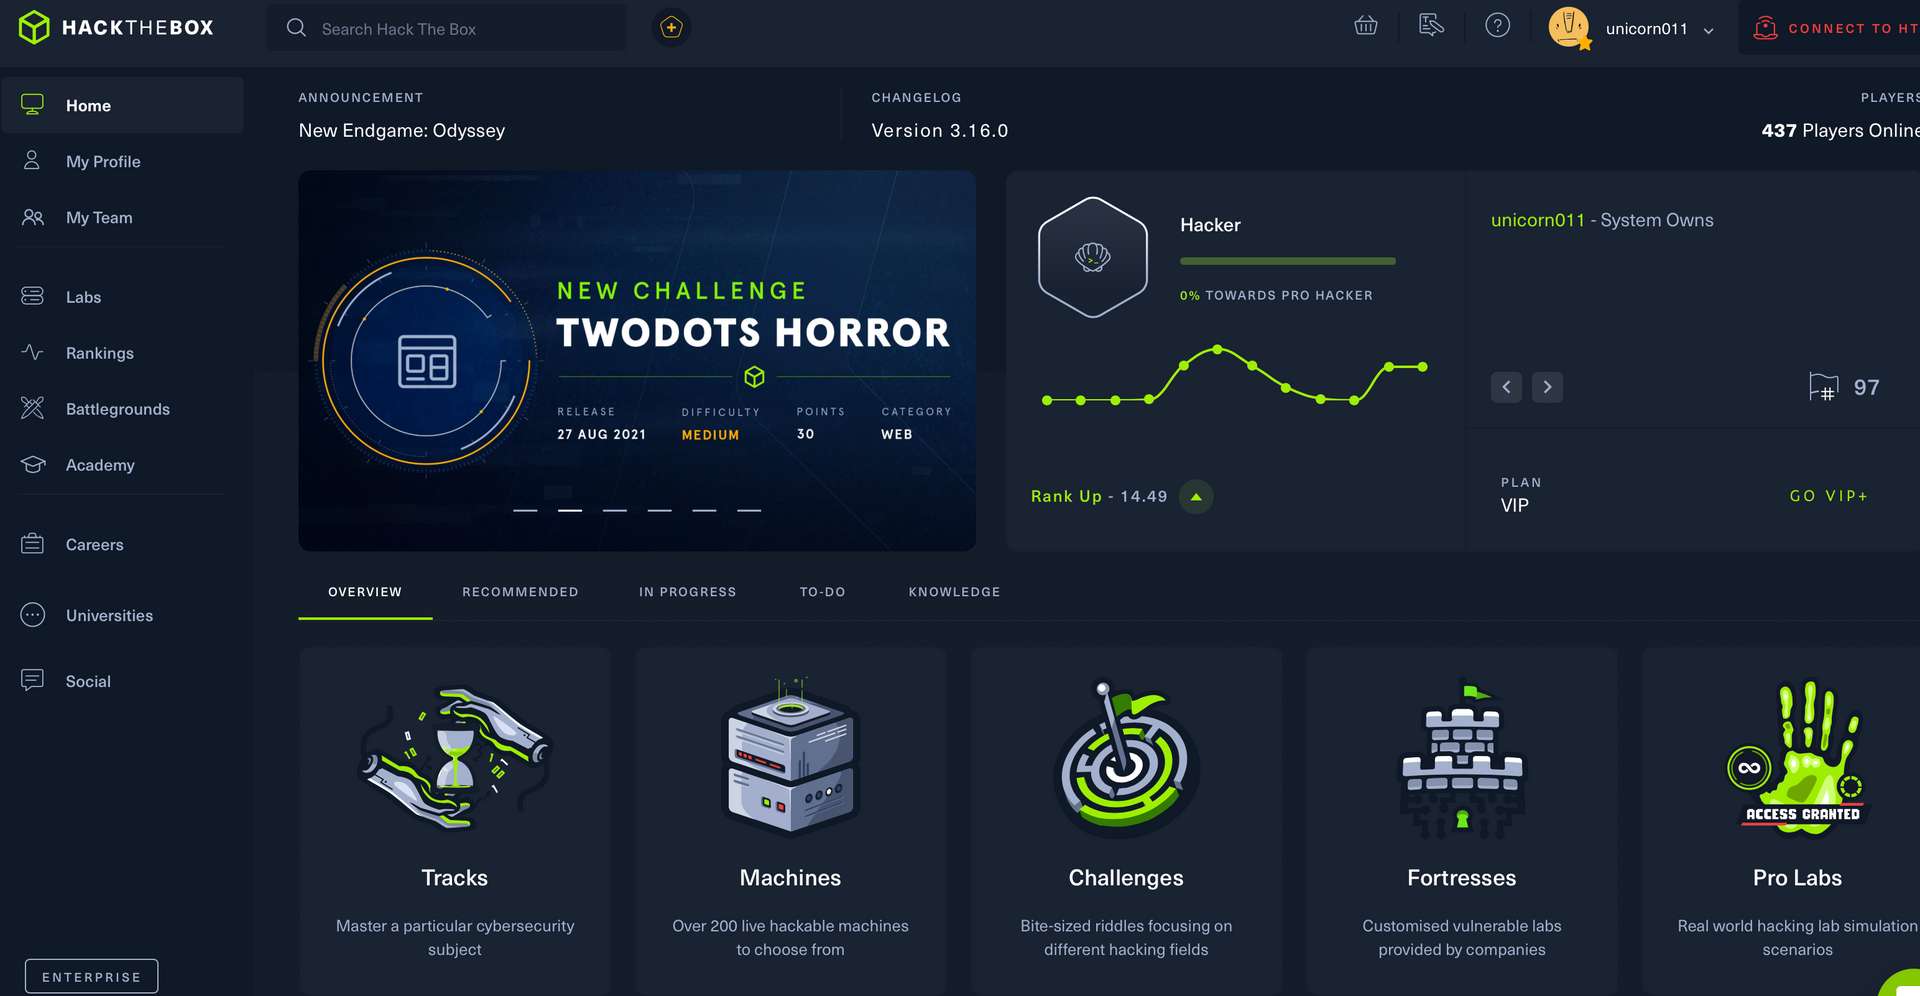 HACKTHEBOX
Search Hack The Box
unicorn011
CONNECT TO HT
Home
My Profile
My Team
Labs
Rankings
Battlegrounds
Academy
Careers
Universities
Social
ENTERPRISE
ANNOUNCEMENT
New Endgame: Odyssey
CHANGELOG
Version 3.16.0
PLAYERS
437 Players Online
NEW CHALLENGE
TWODOTS HORROR
RELEASE
27 AUG 2021
DIFFICULTY
MEDIUM
POINTS
30
CATEGORY
WEB
Hacker
0% TOWARDS PRO HACKER
Rank Up - 14.49
unicorn011 - System Owns
# 97
PLAN
VIP
GO VIP+
OVERVIEW
RECOMMENDED
IN PROGRESS
TO-DO
KNOWLEDGE
Tracks
Master a particular cybersecurity
subject
Machines
Over 200 live hackable machines
to choose from
Challenges
Bite-sized riddles focusing on
different hacking fields
Fortresses
Customised vulnerable labs
provided by companies
ACCESS GRANTED
Pro Labs
Real world hacking lab simulation
scenarios